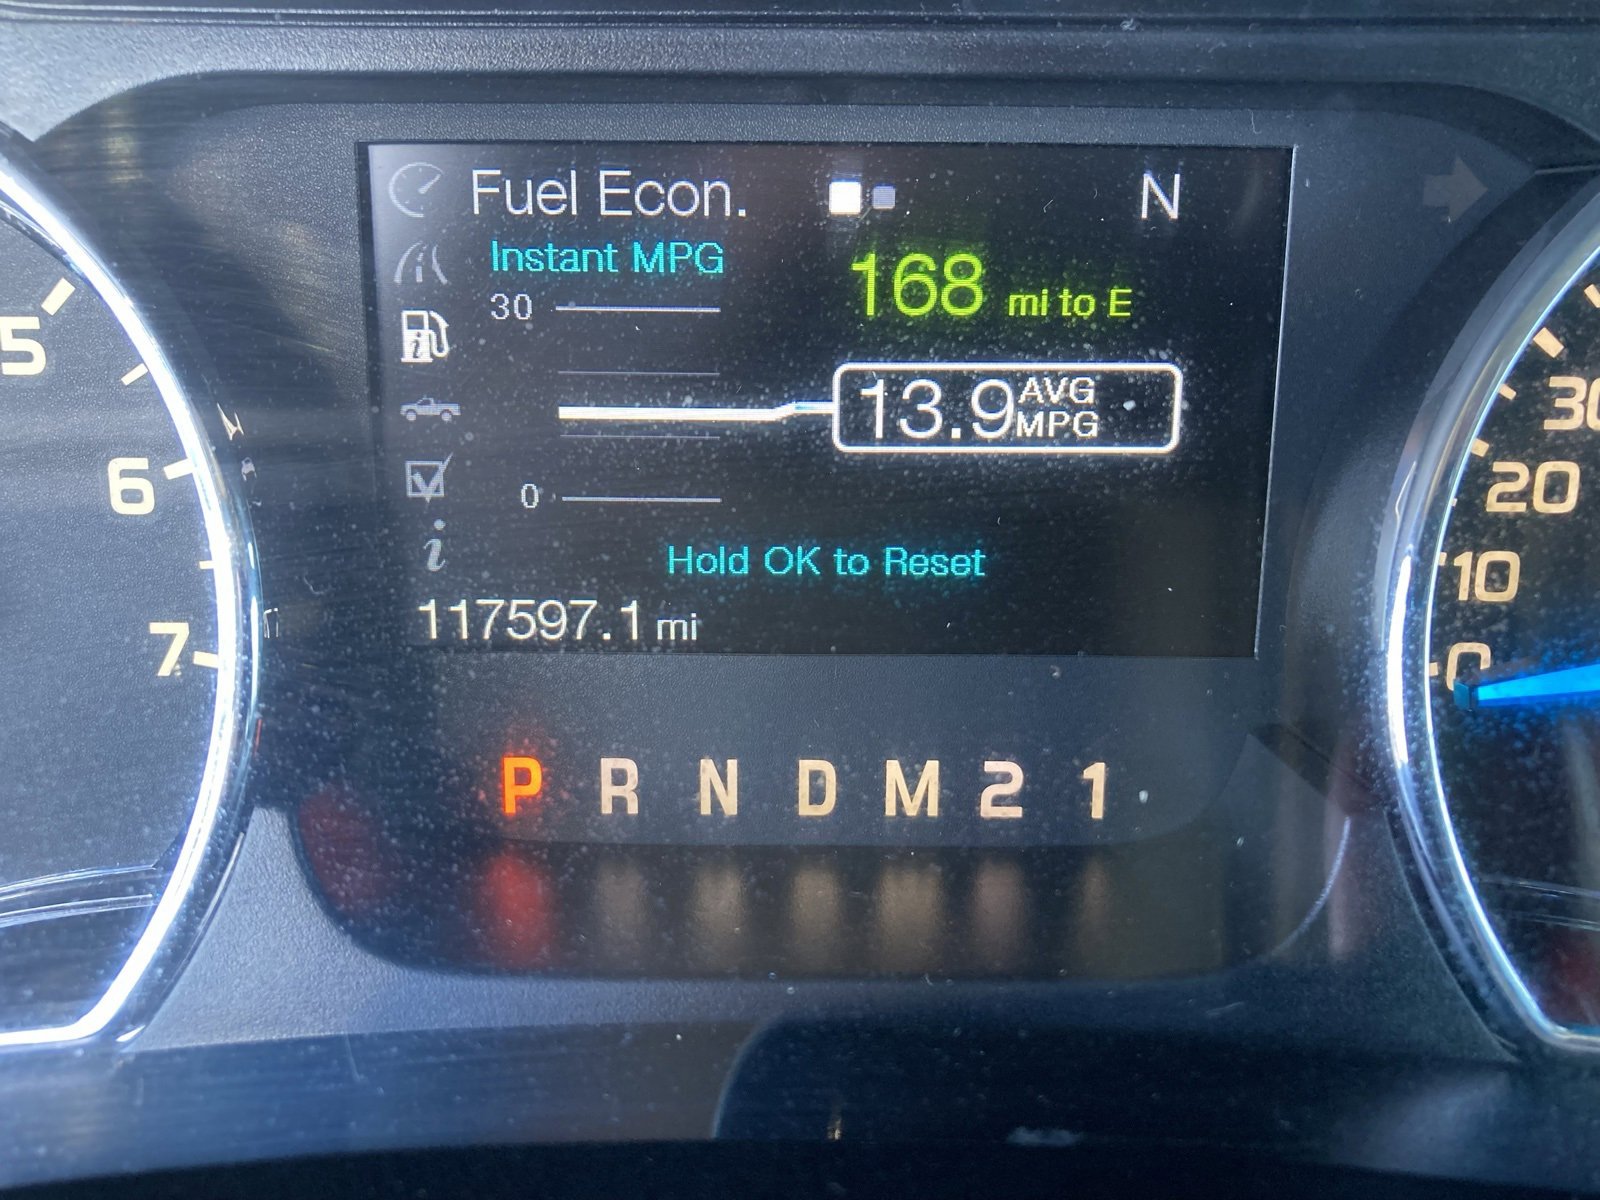 Fuel Econ.
N
Instant MPG
30
168 mi to E
13.9 AVG MPG
0
Hold OK to Reset
117597.1 mi
P R N D M 2 1
5
6
7
30
20
10
0